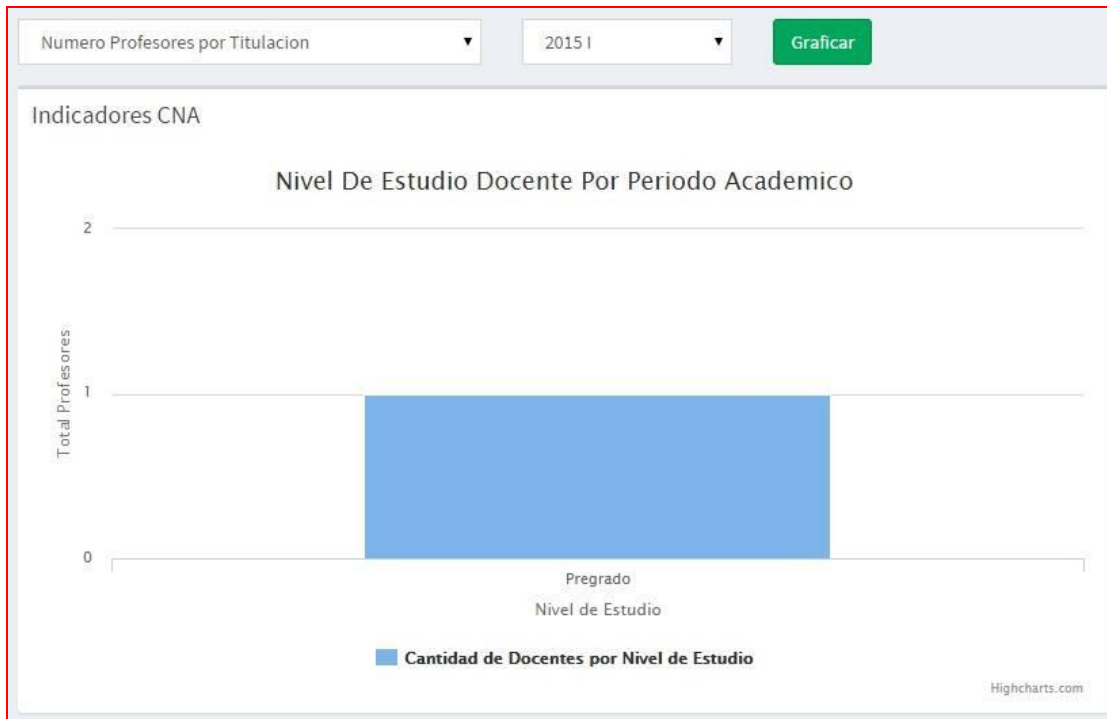 Numero Profesores por Titulacion 2015 I Graficar
Indicadores CNA
Nivel De Estudio Docente Por Periodo Academico
2
Total Profesores
1
0
Pregrado
Nivel de Estudio
Cantidad de Docentes por Nivel de Estudio
Highcharts.com